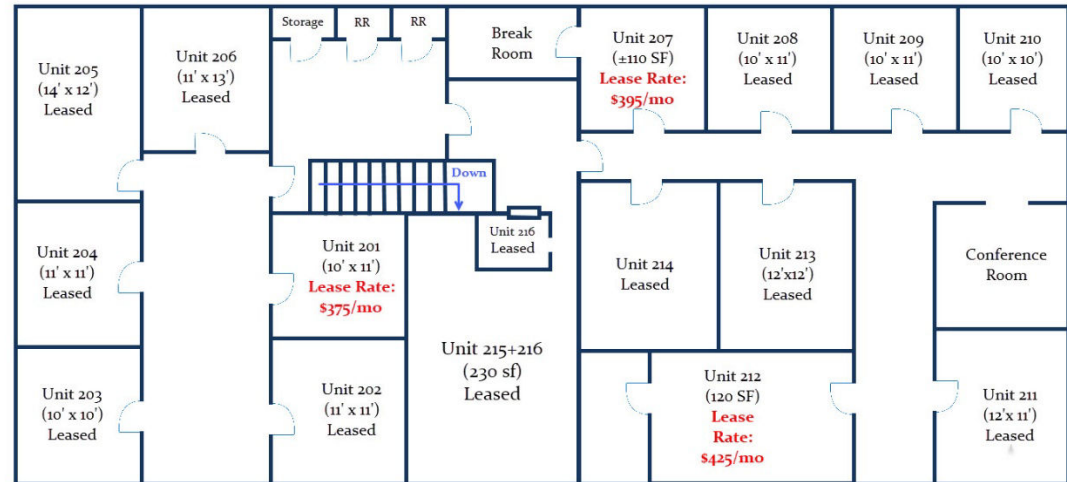 Storage
RR
RR
Break
Room
Unit 205
(14' x 12')
Leased
Unit 206
(11' x 13')
Leased
Unit 207
(±110 SF)
Lease Rate:
$395/mo
Unit 208
(10' x 11')
Leased
Unit 209
(10' x 11')
Leased
Unit 210
(10' x 10')
Leased
Down
Unit 204
(11' x 11')
Leased
Unit 201
(10' x 11')
Lease Rate:
$375/mo
Unit 216
Leased
Unit 214
Leased
Unit 213
(12'x12')
Leased
Conference
Room
Unit 203
(10' x 10')
Leased
Unit 202
(11' x 11')
Leased
Unit 215+216
(230 sf)
Leased
Unit 212
(120 SF)
Lease
Rate:
$425/mo
Unit 211
(12'x 11')
Leased